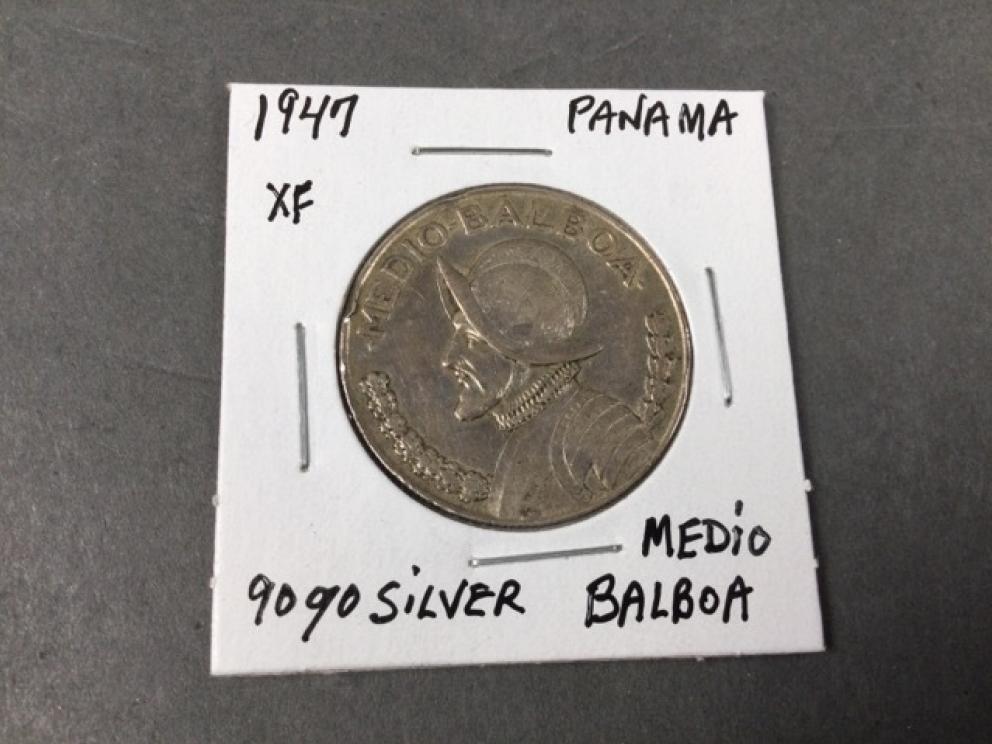 1947 PANAMA
XF
MEDIO·BALBOA
MEDIO
90% SILVER BALBOA